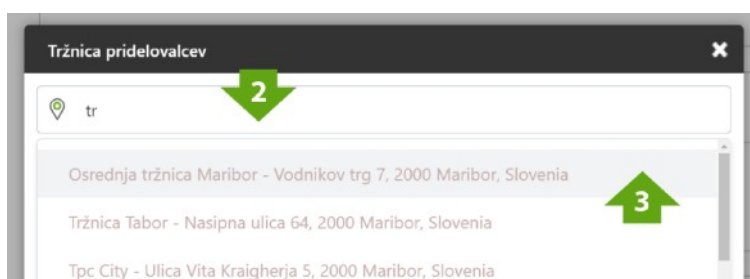 Tržnica pridelovalcev
2
tr
Osrednja tržnica Maribor - Vodnikov trg 7, 2000 Maribor, Slovenia
3
Tržnica Tabor - Nasipna ulica 64, 2000 Maribor, Slovenia
Tpc City - Ulica Vita Kraigherja 5, 2000 Maribor, Slovenia